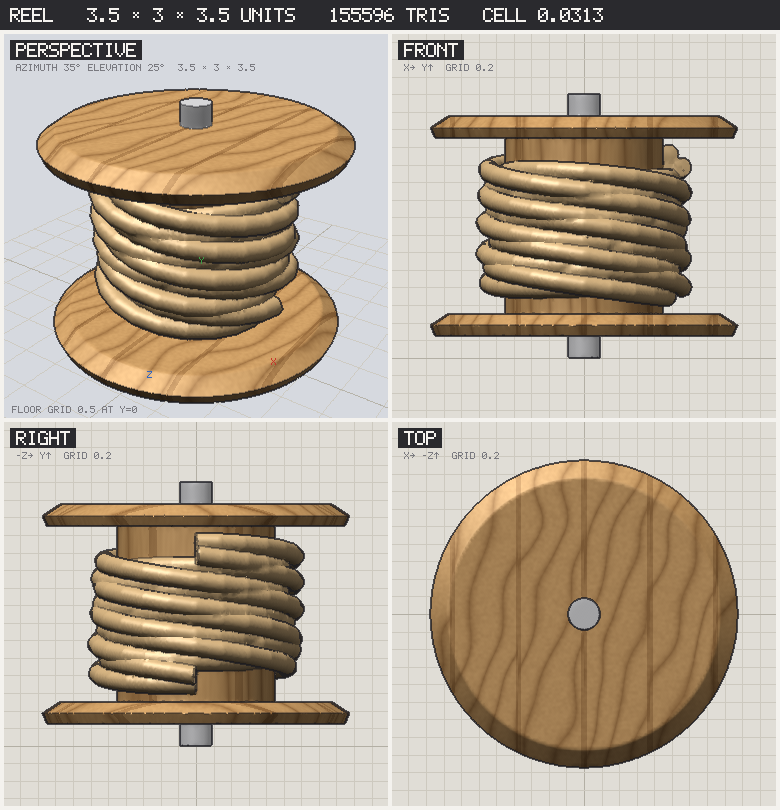 REEL 3.5 × 3 × 3.5 UNITS 155596 TRIS CELL 0.0313
PERSPECTIVE
AZIMUTH 35° ELEVATION 25° 3.5 × 3 × 3.5
Y
X
Z
FLOOR GRID 0.5 AT Y=0
FRONT
X→ Y↑ GRID 0.2
RIGHT
-Z→ Y↑ GRID 0.2
TOP
X→ -Z↑ GRID 0.2